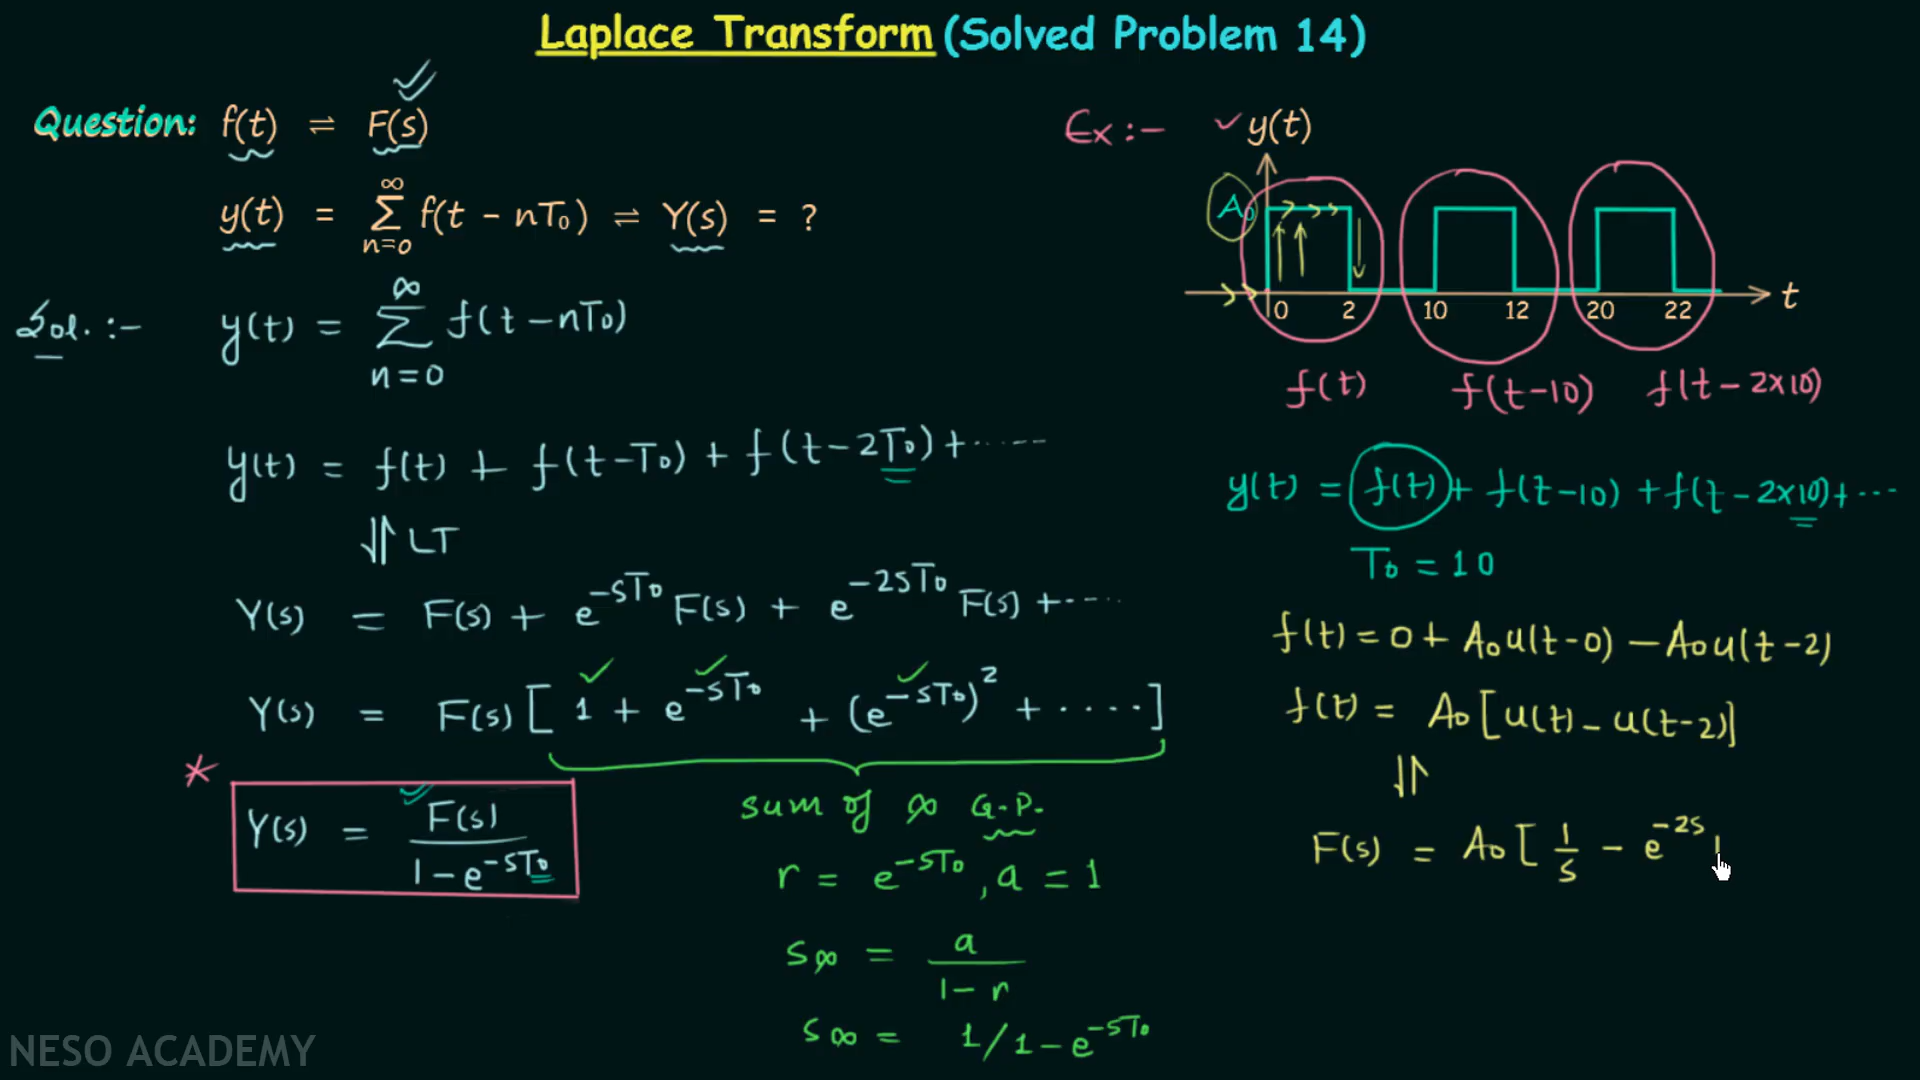 Laplace Transform (Solved Problem 14)
Question: f(t) ⇌ F(s)
y(t) = ∞ Σ n=0 f(t - nT₀) ⇌ Y(s) = ?
Sol. :- y(t) = ∞ Σ n=0 f(t - nT₀)
y(t) = f(t) + f(t-T₀) + f(t-2T₀) + ......
⇌ LT
Y(s) = F(s) + e^{-sT₀} F(s) + e^{-2sT₀} F(s) + ......
Y(s) = F(s) [ 1 + e^{-sT₀} + (e^{-sT₀})² + ..... ]
* Y(s) = F(s) / 1 - e^{-sT₀}
sum of ∞ G.P.
r = e^{-sT₀}, a = 1
S∞ = a / 1 - r
S∞ = 1/1 - e^{-sT₀}
Ex :- y(t)
A₀
t
0 2 10 12 20 22
f(t) f(t-10) f(t-2×10)
y(t) = f(t) + f(t-10) + f(t-2×10) + ...
T₀ = 10
f(t) = 0 + A₀u(t-0) - A₀u(t-2)
f(t) = A₀ [u(t) - u(t-2)]
⇌
F(s) = A₀ [ 1/s - e^{-2s}
NESO ACADEMY